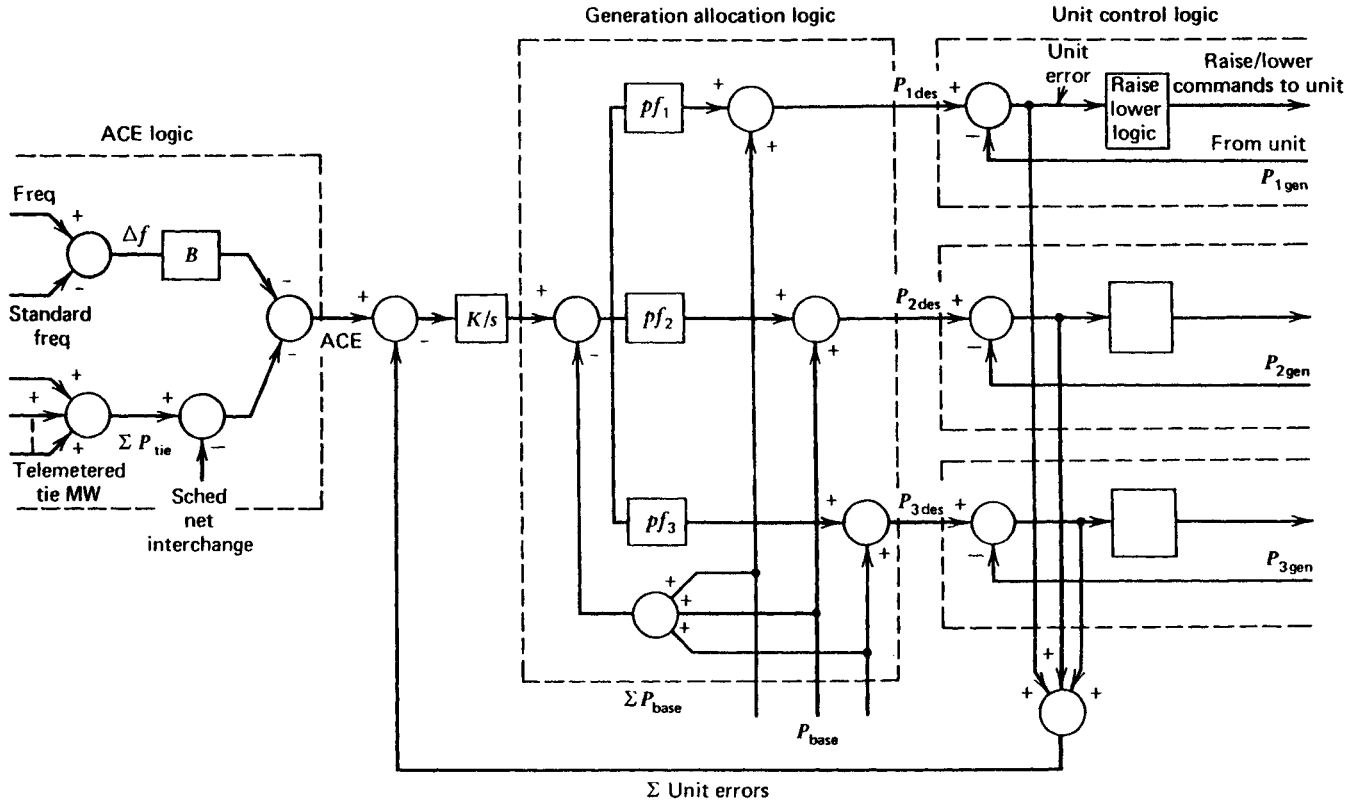 Generation allocation logic
Unit control logic
ACE logic
Freq
+
Δf
B
-
-
Standard
freq
-
+
+
+
Σ P tie
+
-
Telemetered
tie MW
Sched
net
interchange
ACE
+
-
K/s
+
-
pf1
+
+
P1des
+
-
Unit
error
Raise
lower
logic
Raise/lower
commands to unit
From unit
P1gen
pf2
+
+
P2des
+
-
P2gen
pf3
+
+
P3des
+
-
P3gen
+
+
+
Σ Pbase
Pbase
+
+
+
Σ Unit errors